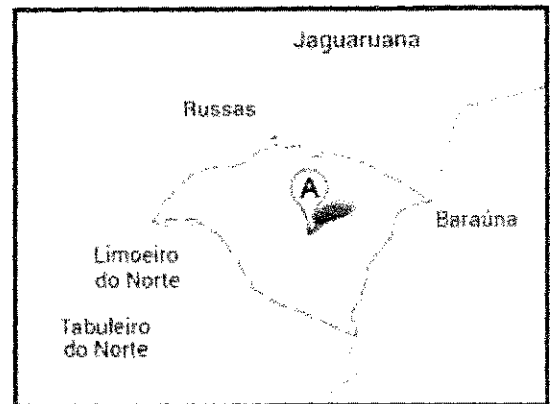 Jaguaruana
Russas
A
Baraúna
Limoeiro
do Norte
Tabuleiro
do Norte